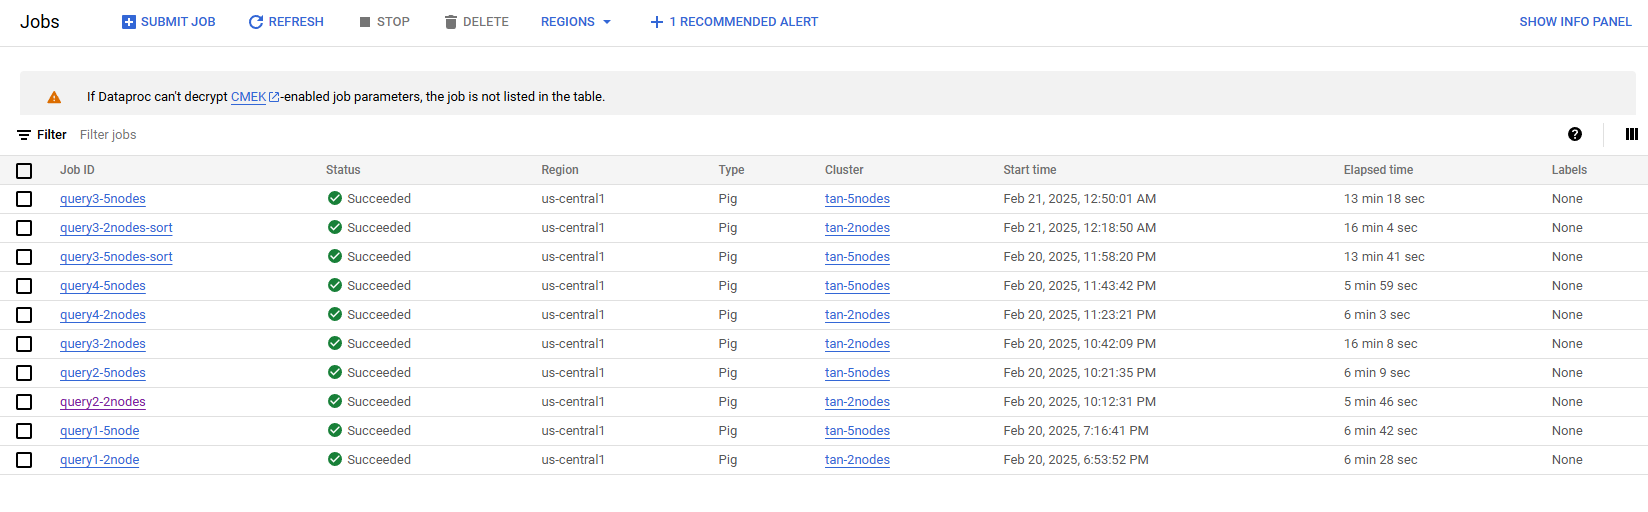 Jobs SUBMIT JOB REFRESH STOP DELETE REGIONS 1 RECOMMENDED ALERT SHOW INFO PANEL
If Dataproc can't decrypt CMEK -enabled job parameters, the job is not listed in the table.
Filter Filter jobs
Job ID Status Region Type Cluster Start time Elapsed time Labels
query3-5nodes Succeeded us-central1 Pig tan-5nodes Feb 21, 2025, 12:50:01 AM 13 min 18 sec None
query3-2nodes-sort Succeeded us-central1 Pig tan-2nodes Feb 21, 2025, 12:18:50 AM 16 min 4 sec None
query3-5nodes-sort Succeeded us-central1 Pig tan-5nodes Feb 20, 2025, 11:58:20 PM 13 min 41 sec None
query4-5nodes Succeeded us-central1 Pig tan-5nodes Feb 20, 2025, 11:43:42 PM 5 min 59 sec None
query4-2nodes Succeeded us-central1 Pig tan-2nodes Feb 20, 2025, 11:23:21 PM 6 min 3 sec None
query3-2nodes Succeeded us-central1 Pig tan-2nodes Feb 20, 2025, 10:42:09 PM 16 min 8 sec None
query2-5nodes Succeeded us-central1 Pig tan-5nodes Feb 20, 2025, 10:21:35 PM 6 min 9 sec None
query2-2nodes Succeeded us-central1 Pig tan-2nodes Feb 20, 2025, 10:12:31 PM 5 min 46 sec None
query1-5node Succeeded us-central1 Pig tan-5nodes Feb 20, 2025, 7:16:41 PM 6 min 42 sec None
query1-2node Succeeded us-central1 Pig tan-2nodes Feb 20, 2025, 6:53:52 PM 6 min 28 sec None